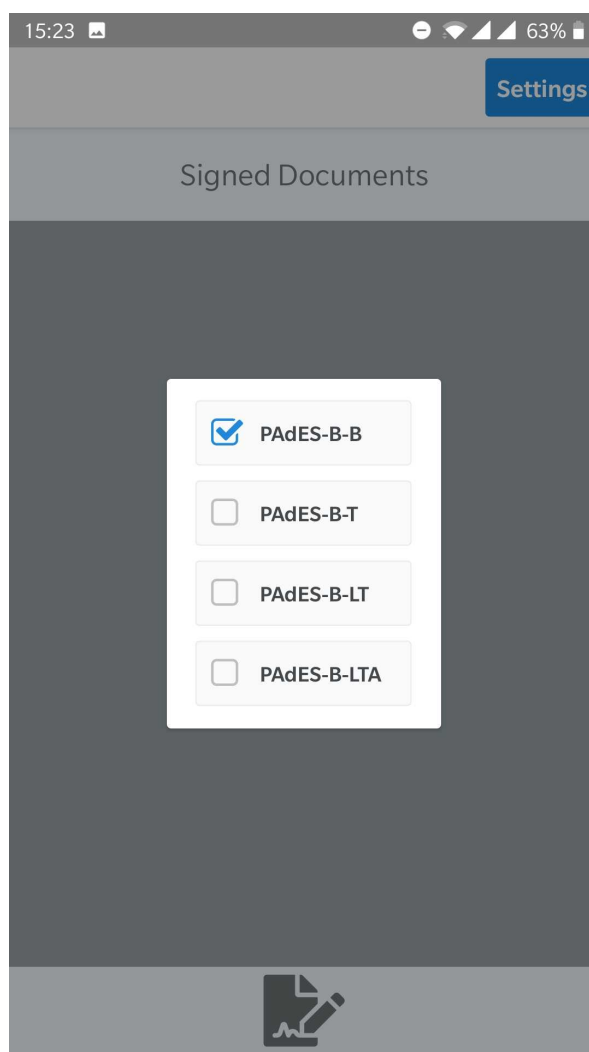 15:23 63%
Settings
Signed Documents
PAdES-B-B
PAdES-B-T
PAdES-B-LT
PAdES-B-LTA